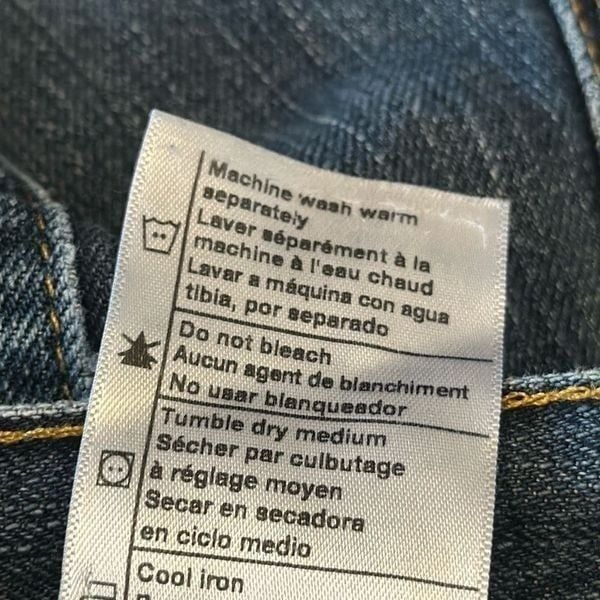 Machine wash warm
separately
Laver séparément à la
machine à l'eau chaud
Lavar a máquina con agua
tibia, por separado
Do not bleach
Aucun agent de blanchiment
No usar blanqueador
Tumble dry medium
Sécher par culbutage
à réglage moyen
Secar en secadora
en ciclo medio
Cool iron